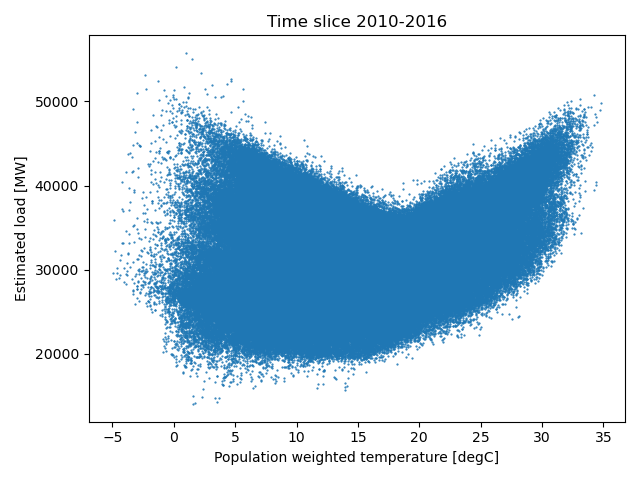 Time slice 2010-2016
Estimated load [MW]
50000
40000
30000
20000
−5 0 5 10 15 20 25 30 35
Population weighted temperature [degC]